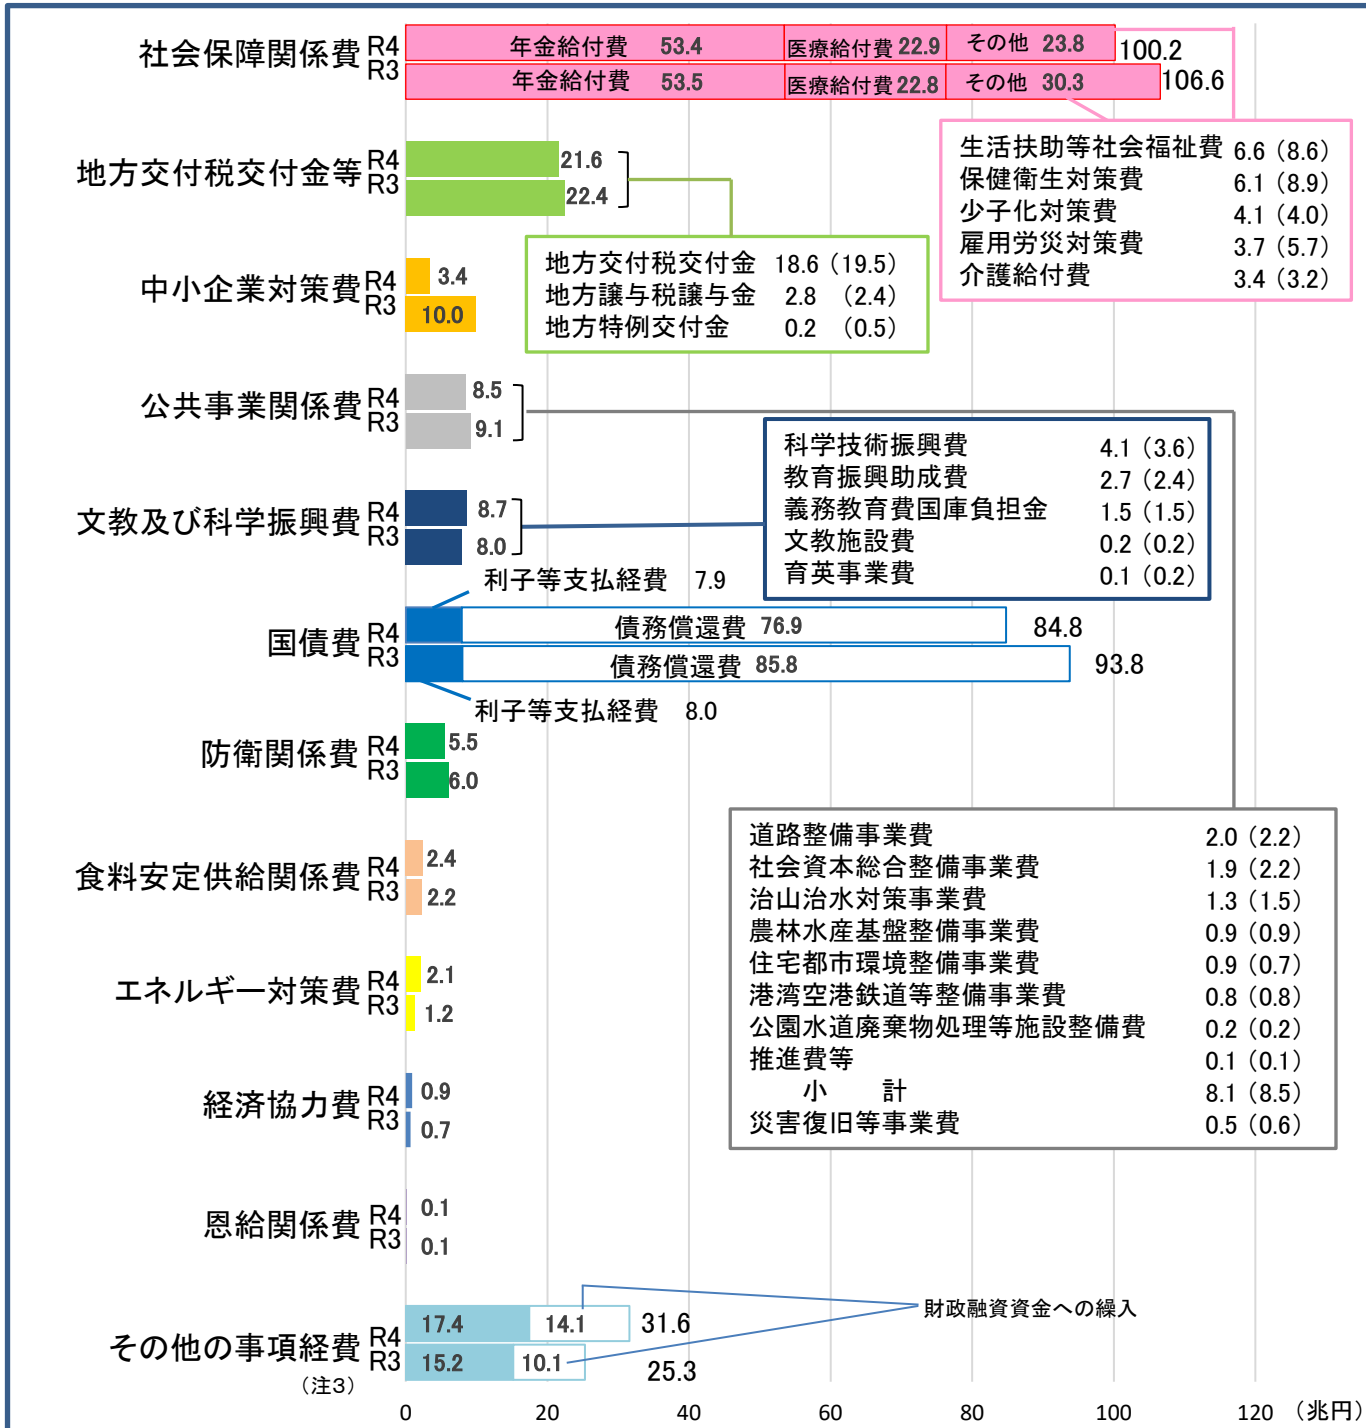 社会保障関係費
R4
年金給付費 53.4 医療給付費 22.9 その他 23.8 100.2
R3
年金給付費 53.5 医療給付費 22.8 その他 30.3 106.6
生活扶助等社会福祉費 6.6 (8.6)
保健衛生対策費 6.1 (8.9)
少子化対策費 4.1 (4.0)
雇用労災対策費 3.7 (5.7)
介護給付費 3.4 (3.2)
地方交付税交付金等
R4 21.6
R3 22.4
地方交付税交付金 18.6 (19.5)
地方譲与税譲与金 2.8 (2.4)
地方特例交付金 0.2 (0.5)
中小企業対策費
R4 3.4
R3 10.0
公共事業関係費
R4 8.5
R3 9.1
科学技術振興費 4.1 (3.6)
教育振興助成費 2.7 (2.4)
義務教育費国庫負担金 1.5 (1.5)
文教施設費 0.2 (0.2)
育英事業費 0.1 (0.2)
文教及び科学振興費
R4 8.7
R3 8.0
利子等支払経費 7.9
国債費
R4 債務償還費 76.9 84.8
R3 債務償還費 85.8 93.8
利子等支払経費 8.0
防衛関係費
R4 5.5
R3 6.0
道路整備事業費 2.0 (2.2)
社会資本総合整備事業費 1.9 (2.2)
治山治水対策事業費 1.3 (1.5)
農林水産基盤整備事業費 0.9 (0.9)
住宅都市環境整備事業費 0.9 (0.7)
港湾空港鉄道等整備事業費 0.8 (0.8)
公園水道廃棄物処理等施設整備費 0.2 (0.2)
推進費等 0.1 (0.1)
小 計 8.1 (8.5)
災害復旧等事業費 0.5 (0.6)
食料安定供給関係費
R4 2.4
R3 2.2
エネルギー対策費
R4 2.1
R3 1.2
経済協力費
R4 0.9
R3 0.7
恩給関係費
R4 0.1
R3 0.1
財政融資資金への繰入
その他の事項経費
(注3)
R4 17.4 14.1 31.6
R3 15.2 10.1 25.3
0 20 40 60 80 100 120 (兆円)